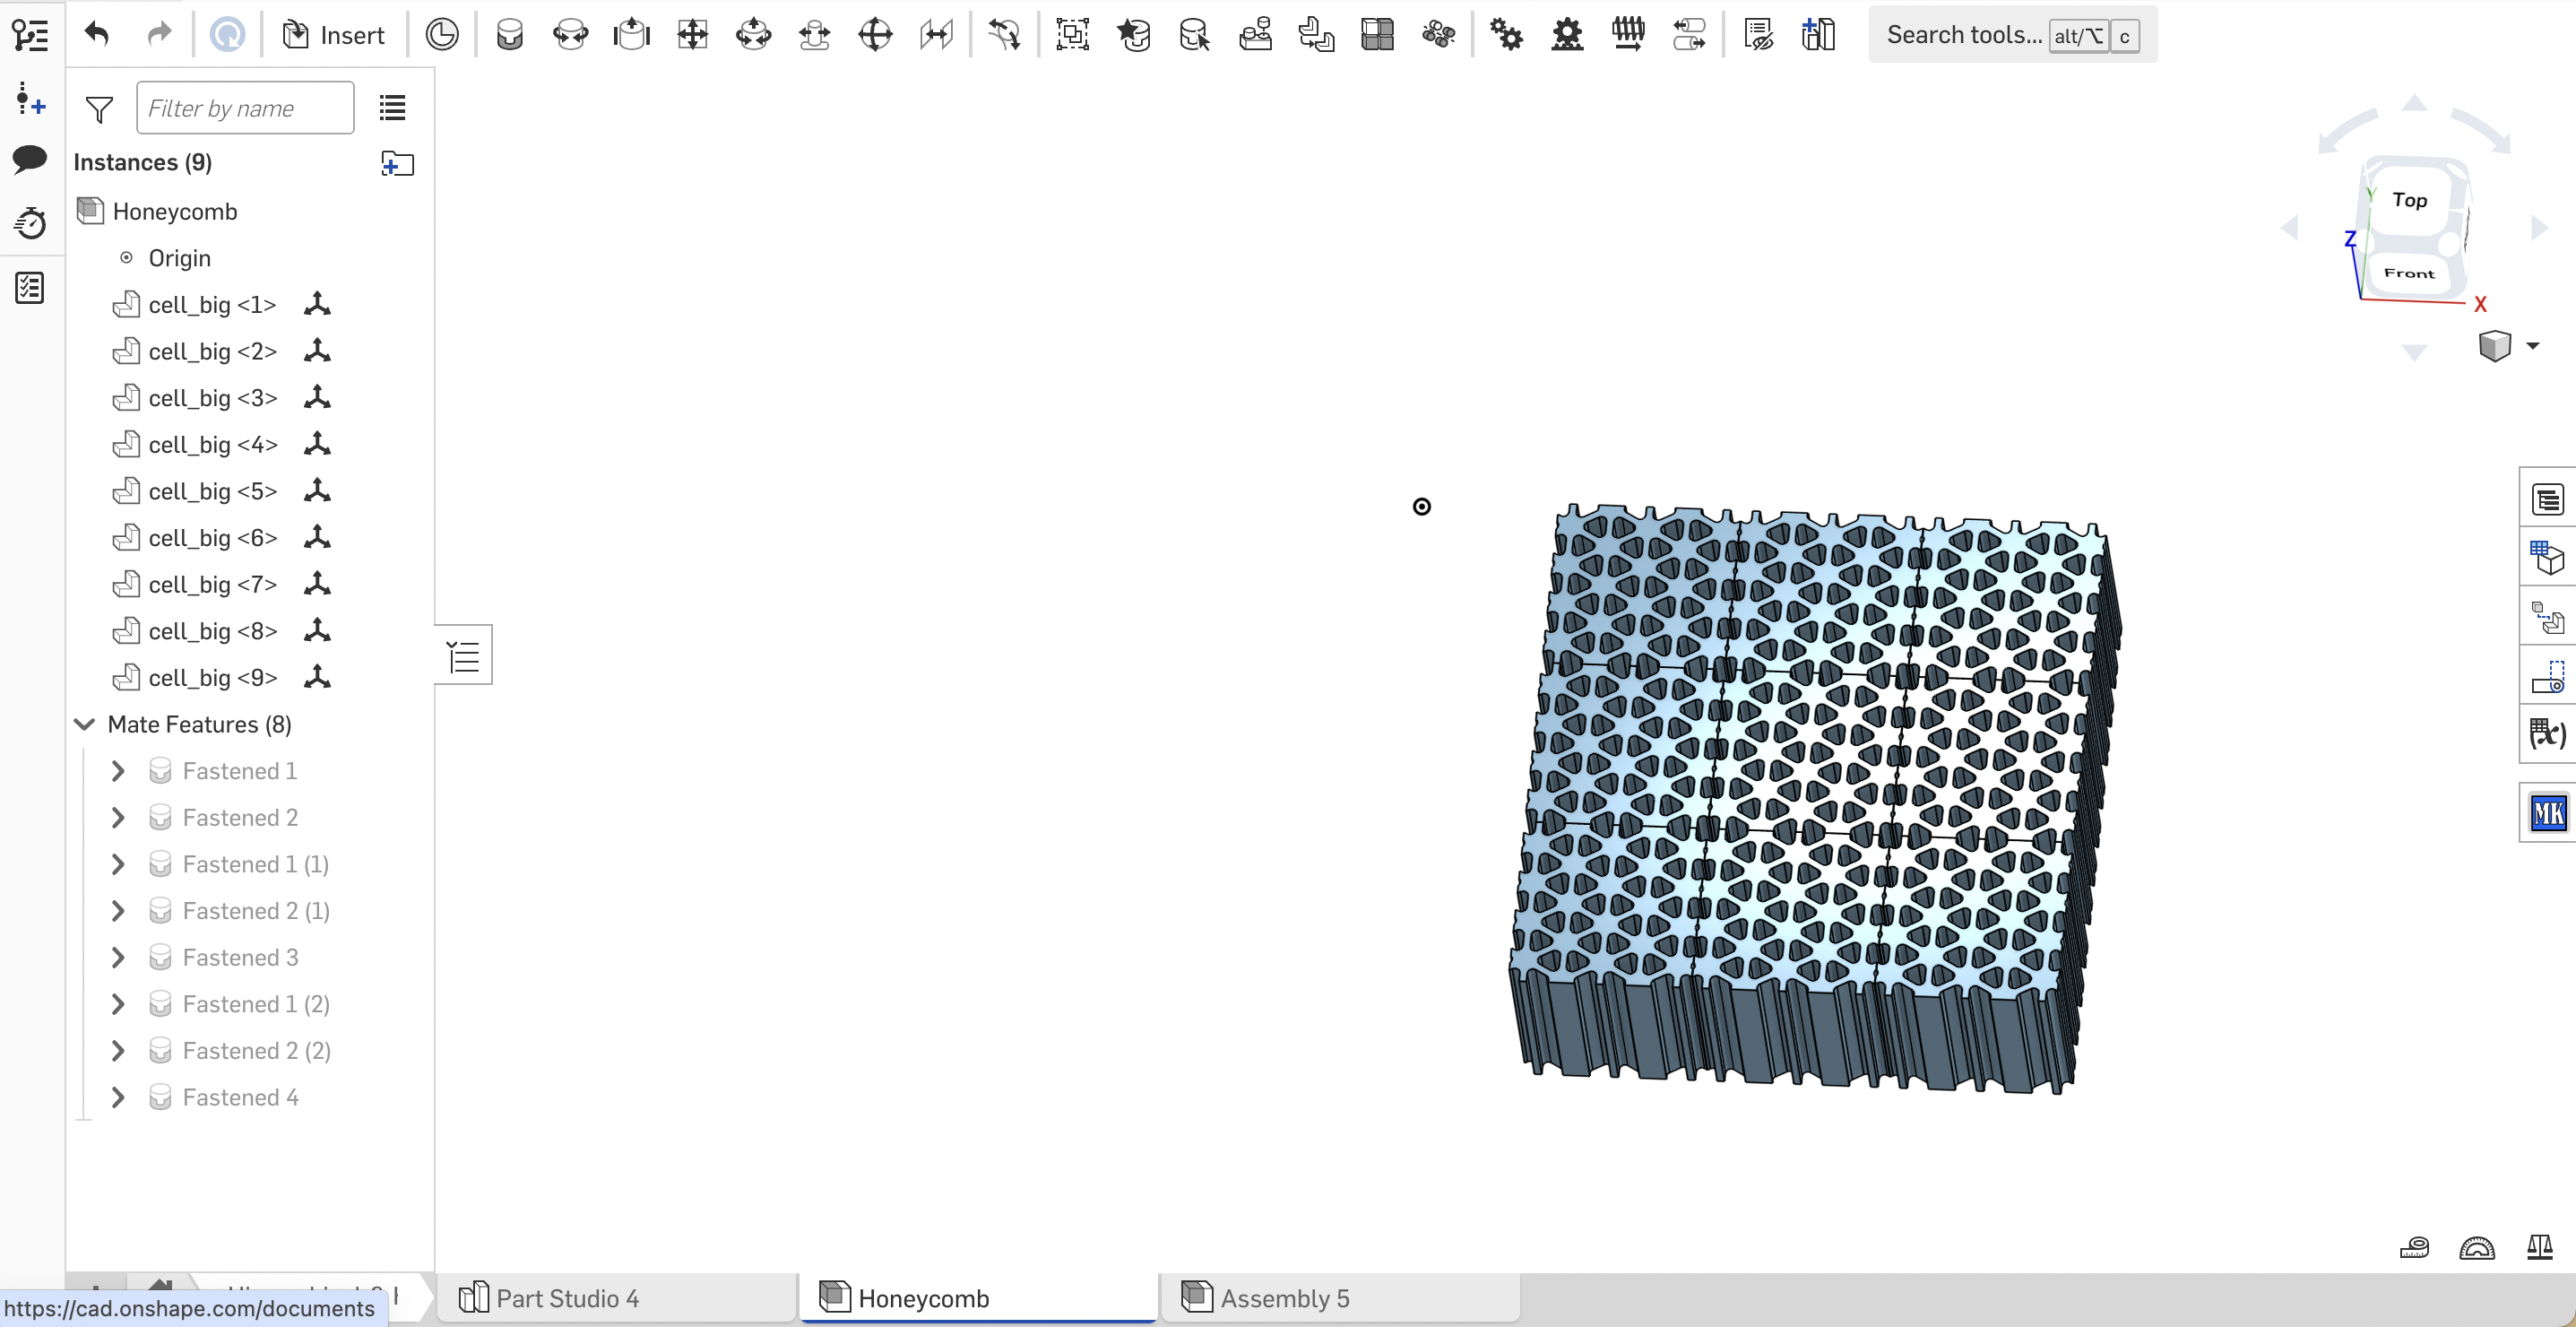 Insert
Search tools... alt/⌥ c
Filter by name
Instances (9)
Honeycomb
Origin
cell_big <1>
cell_big <2>
cell_big <3>
cell_big <4>
cell_big <5>
cell_big <6>
cell_big <7>
cell_big <8>
cell_big <9>
Mate Features (8)
Fastened 1
Fastened 2
Fastened 1 (1)
Fastened 2 (1)
Fastened 3
Fastened 1 (2)
Fastened 2 (2)
Fastened 4
Top
Front
Y
Z
X
(x)
MK
https://cad.onshape.com/documents
Part Studio 4
Honeycomb
Assembly 5